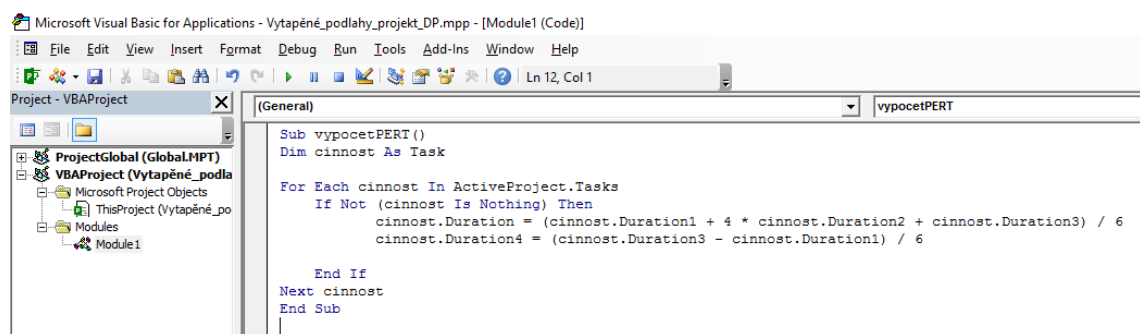 Microsoft Visual Basic for Applications - Vytapěné_podlahy_projekt_DP.mpp - [Module1 (Code)]
File Edit View Insert Format Debug Run Tools Add-Ins Window Help
Ln 12, Col 1
Project - VBAProject
(General)
vypocetPERT
ProjectGlobal (Global.MPT)
VBAProject (Vytapěné_podla
Microsoft Project Objects
ThisProject (Vytapěné_po
Modules
Module1
Sub vypocetPERT()
Dim cinnost As Task
For Each cinnost In ActiveProject.Tasks
If Not (cinnost Is Nothing) Then
cinnost.Duration = (cinnost.Duration1 + 4 * cinnost.Duration2 + cinnost.Duration3) / 6
cinnost.Duration4 = (cinnost.Duration3 - cinnost.Duration1) / 6
End If
Next cinnost
End Sub